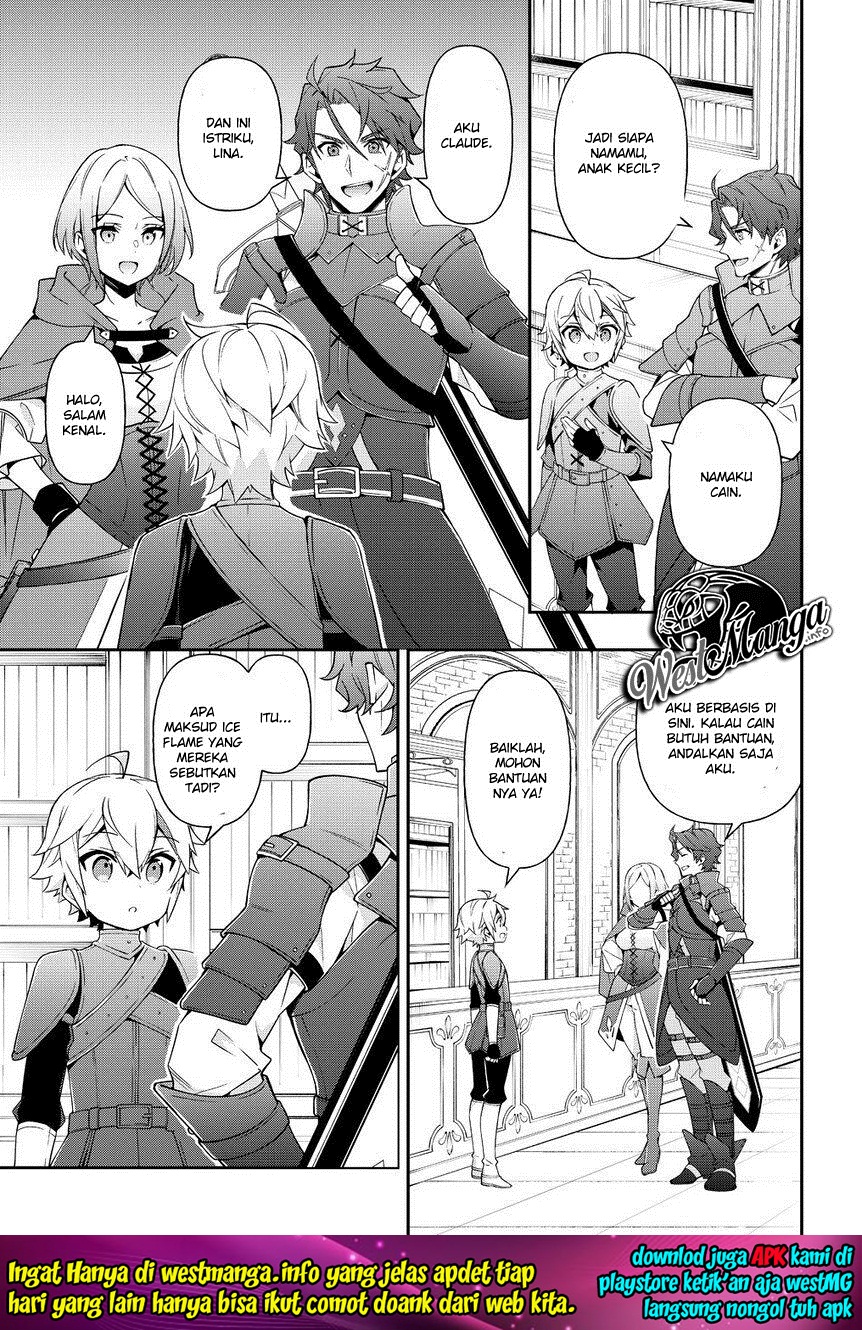 JADI SIAPA
NAMAMU,
ANAK KECIL?
NAMAKU
CAIN.
AKU
CLAUDE.
DAN INI
ISTRIKU,
LINA.
HALO,
SALAM
KENAL.
WestManga
.info
AKU BERBASIS DI
SINI. KALAU CAIN
BUTUH BANTUAN,
ANDALKAN SAJA
AKU.
BAIKLAH,
MOHON
BANTUAN
NYA YA!
ITU...
APA
MAKSUD ICE
FLAME YANG
MEREKA
SEBUTKAN
TADI?
Ingat Hanya di westmanga.info yang jelas apdet tiap
hari yang lain hanya bisa ikut comot doank dari web kita.
downlod juga APK kami di
playstore ketik'an aja westMG
langsung nongol tuh apk